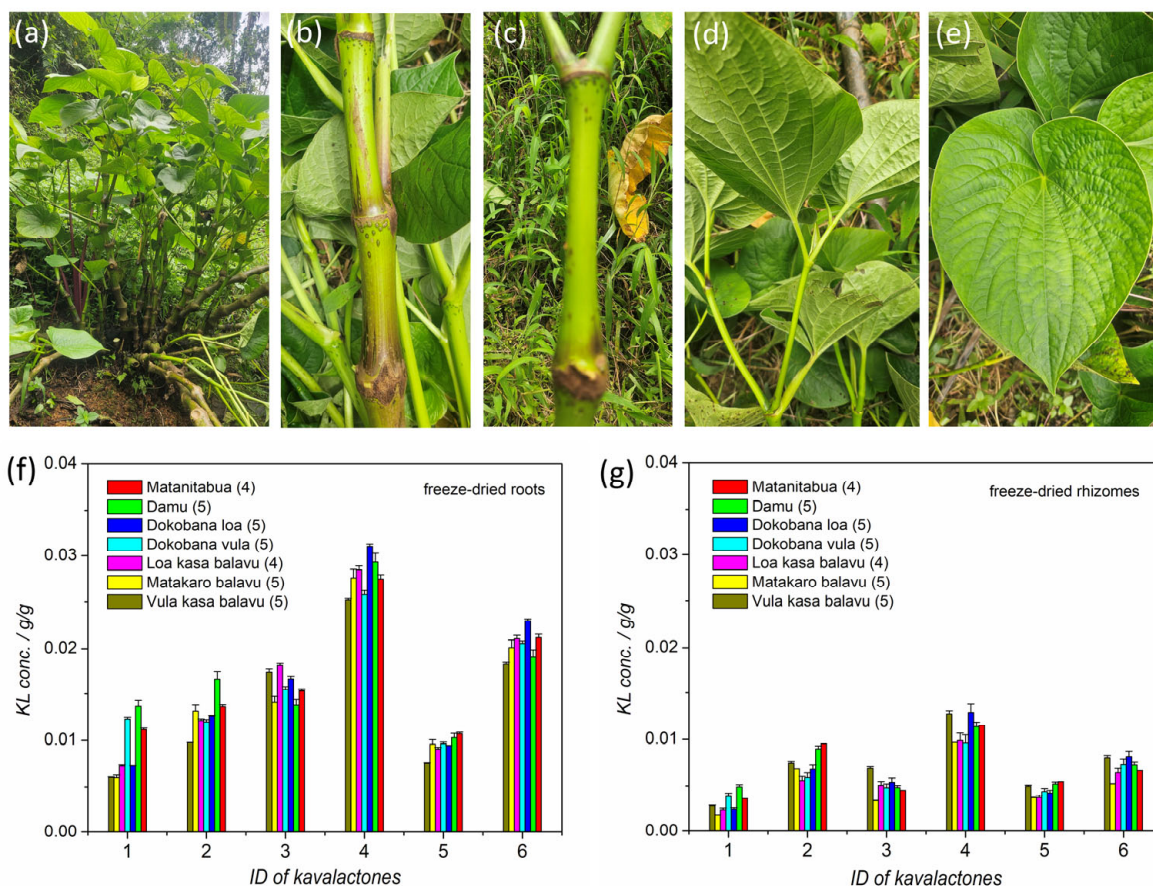 (a)
(b)
(c)
(d)
(e)
(f)
0.04
0.03
0.02
0.01
0.00
KL conc. / g/g
Matanitabua (4)
Damu (5)
Dokobana loa (5)
Dokobana vula (5)
Loa kasa balavu (4)
Matakaro balavu (5)
Vula kasa balavu (5)
freeze-dried roots
1 2 3 4 5 6
ID of kavalactones
(g)
0.04
0.03
0.02
0.01
0.00
KL conc. / g/g
Matanitabua (4)
Damu (5)
Dokobana loa (5)
Dokobana vula (5)
Loa kasa balavu (4)
Matakaro balavu (5)
Vula kasa balavu (5)
freeze-dried rhizomes
1 2 3 4 5 6
ID of kavalactones